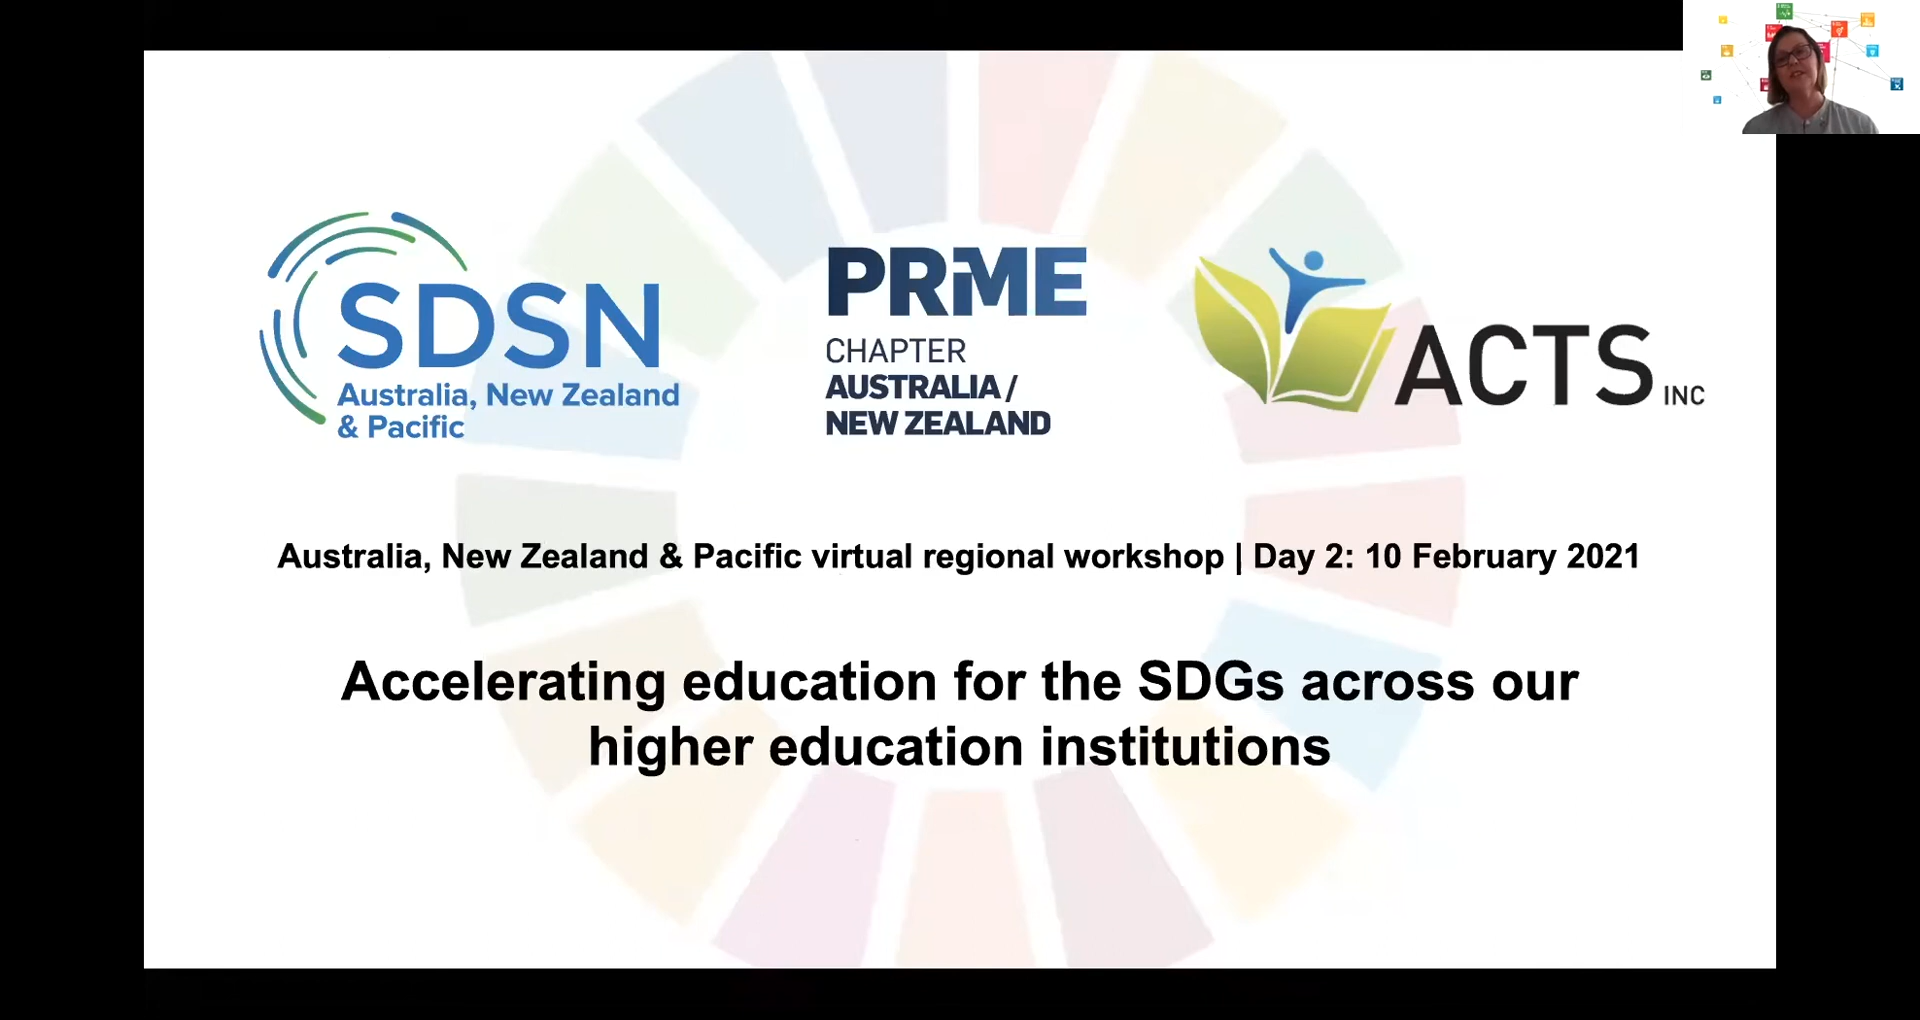 SDSN
Australia, New Zealand
& Pacific
PRiME
CHAPTER
AUSTRALIA /
NEW ZEALAND
ACTS INC
Australia, New Zealand & Pacific virtual regional workshop | Day 2: 10 February 2021
Accelerating education for the SDGs across our
higher education institutions